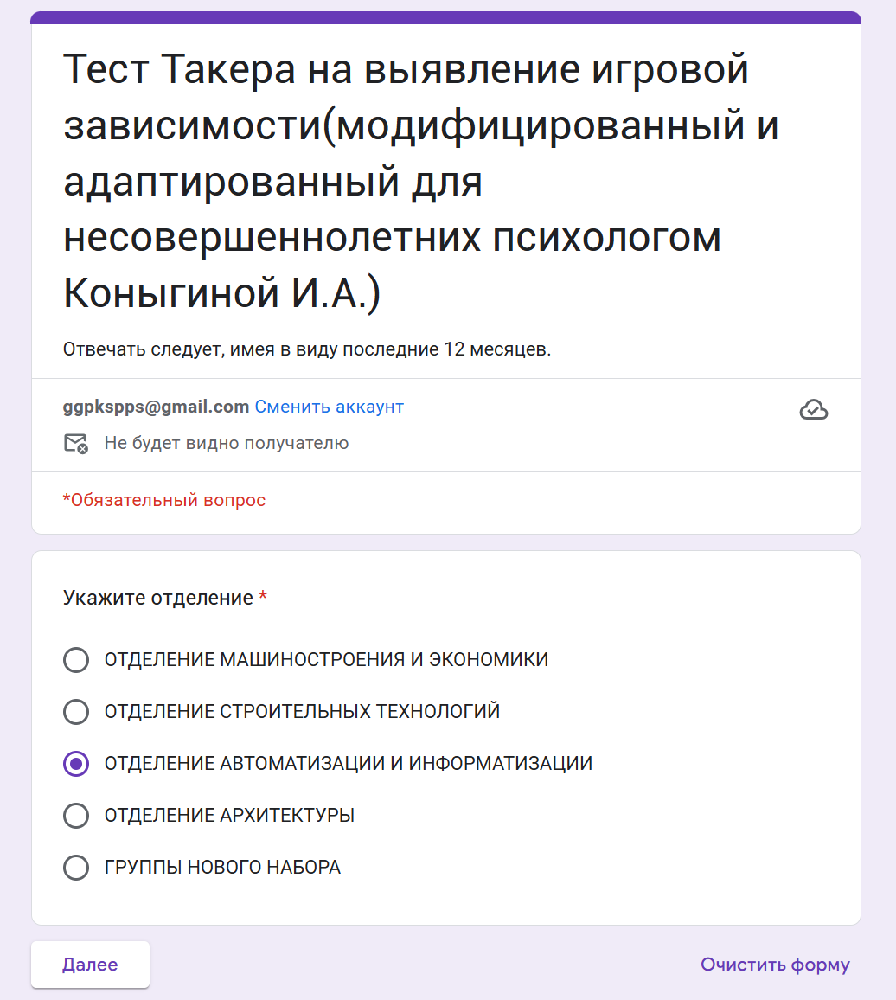 Тест Такера на выявление игровой
зависимости(модифицированный и
адаптированный для
несовершеннолетних психологом
Коныгиной И.А.)
Отвечать следует, имея в виду последние 12 месяцев.
ggpkspps@gmail.com Сменить аккаунт
Не будет видно получателю
*Обязательный вопрос
Укажите отделение *
ОТДЕЛЕНИЕ МАШИНОСТРОЕНИЯ И ЭКОНОМИКИ
ОТДЕЛЕНИЕ СТРОИТЕЛЬНЫХ ТЕХНОЛОГИЙ
ОТДЕЛЕНИЕ АВТОМАТИЗАЦИИ И ИНФОРМАТИЗАЦИИ
ОТДЕЛЕНИЕ АРХИТЕКТУРЫ
ГРУППЫ НОВОГО НАБОРА
Далее Очистить форму